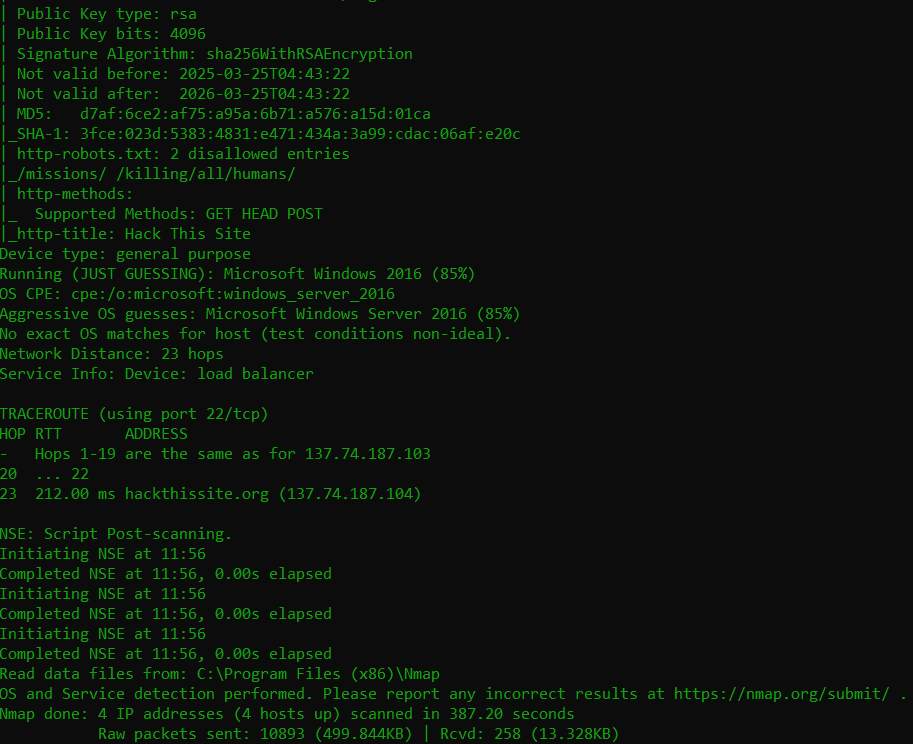 | Public Key type: rsa
| Public Key bits: 4096
| Signature Algorithm: sha256WithRSAEncryption
| Not valid before: 2025-03-25T04:43:22
| Not valid after:  2026-03-25T04:43:22
| MD5:   d7af:6ce2:af75:a95a:6b71:a576:a15d:01ca
|_SHA-1: 3fce:023d:5383:4831:e471:434a:3a99:cdac:06af:e20c
| http-robots.txt: 2 disallowed entries
|_/missions/ /killing/all/humans/
| http-methods:
|_  Supported Methods: GET HEAD POST
|_http-title: Hack This Site
Device type: general purpose
Running (JUST GUESSING): Microsoft Windows 2016 (85%)
OS CPE: cpe:/o:microsoft:windows_server_2016
Aggressive OS guesses: Microsoft Windows Server 2016 (85%)
No exact OS matches for host (test conditions non-ideal).
Network Distance: 23 hops
Service Info: Device: load balancer

TRACEROUTE (using port 22/tcp)
HOP RTT       ADDRESS
-   Hops 1-19 are the same as for 137.74.187.103
20  ... 22
23  212.00 ms hackthissite.org (137.74.187.104)

NSE: Script Post-scanning.
Initiating NSE at 11:56
Completed NSE at 11:56, 0.00s elapsed
Initiating NSE at 11:56
Completed NSE at 11:56, 0.00s elapsed
Initiating NSE at 11:56
Completed NSE at 11:56, 0.00s elapsed
Read data files from: C:\Program Files (x86)\Nmap
OS and Service detection performed. Please report any incorrect results at https://nmap.org/submit/ .
Nmap done: 4 IP addresses (4 hosts up) scanned in 387.20 seconds
           Raw packets sent: 10893 (499.844KB) | Rcvd: 258 (13.328KB)